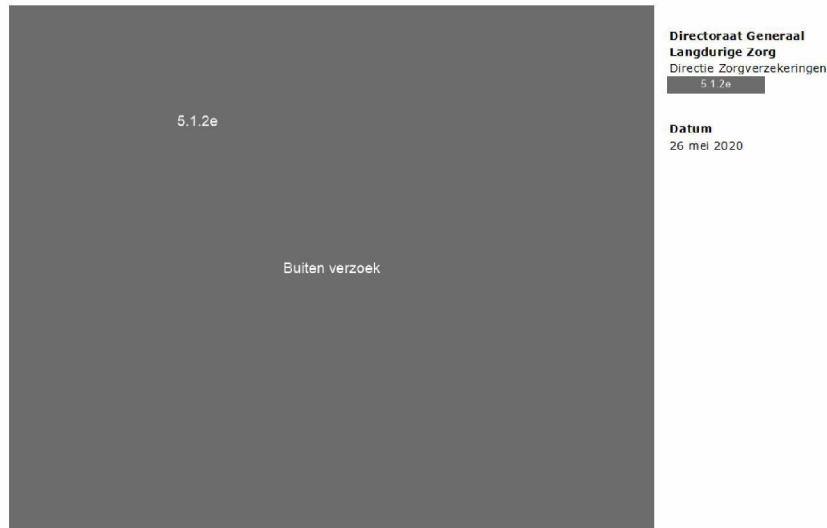 5.1.2e
Buiten verzoek
Directoraat Generaal
Langdurige Zorg
Directie Zorgverzekeringen
5.1.2e
Datum
26 mei 2020